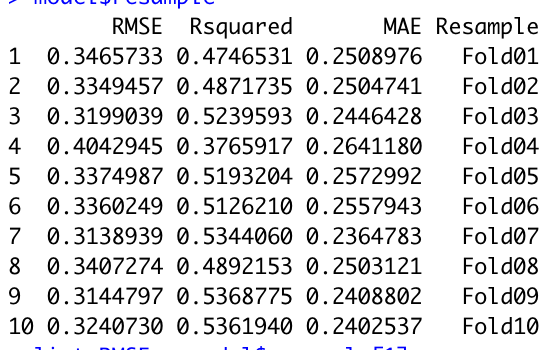 > model$resample
RMSE Rsquared MAE Resample
1 0.3465733 0.4746531 0.2508976 Fold01
2 0.3349457 0.4871735 0.2504741 Fold02
3 0.3199039 0.5239593 0.2446428 Fold03
4 0.4042945 0.3765917 0.2641180 Fold04
5 0.3374987 0.5193204 0.2572992 Fold05
6 0.3360249 0.5126210 0.2557943 Fold06
7 0.3138939 0.5344060 0.2364783 Fold07
8 0.3407274 0.4892153 0.2503121 Fold08
9 0.3144797 0.5368775 0.2408802 Fold09
10 0.3240730 0.5361940 0.2402537 Fold10